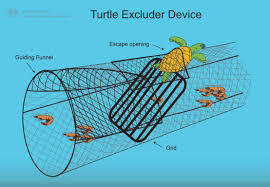 Turtle Excluder Device
Escape opening
Guiding Funnel
Grid